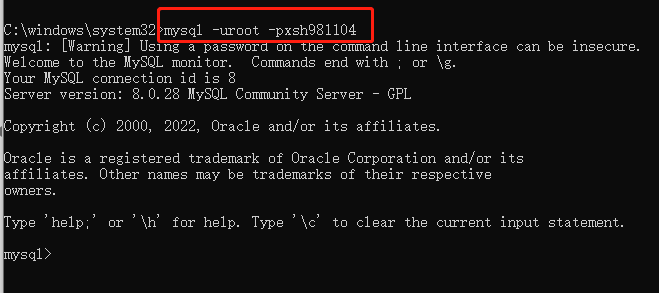 C:\windows\system32>mysql -uroot -pxsh981104
mysql: [Warning] Using a password on the command line interface can be insecure.
Welcome to the MySQL monitor.  Commands end with ; or \g.
Your MySQL connection id is 8
Server version: 8.0.28 MySQL Community Server - GPL
Copyright (c) 2000, 2022, Oracle and/or its affiliates.
Oracle is a registered trademark of Oracle Corporation and/or its
affiliates. Other names may be trademarks of their respective
owners.
Type 'help;' or '\h' for help. Type '\c' to clear the current input statement.
mysql>